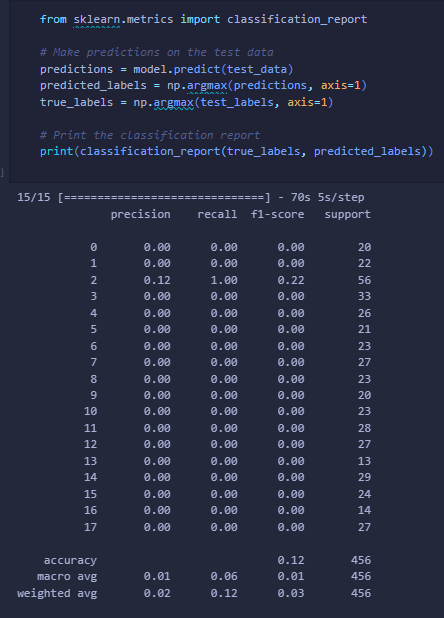 from sklearn.metrics import classification_report
# Make predictions on the test data
predictions = model.predict(test_data)
predicted_labels = np.argmax(predictions, axis=1)
true_labels = np.argmax(test_labels, axis=1)
# Print the classification report
print(classification_report(true_labels, predicted_labels))
]
15/15 [==============================] - 70s 5s/step
precision recall f1-score support
0 0.00 0.00 0.00 20
1 0.00 0.00 0.00 22
2 0.12 1.00 0.22 56
3 0.00 0.00 0.00 33
4 0.00 0.00 0.00 26
5 0.00 0.00 0.00 21
6 0.00 0.00 0.00 23
7 0.00 0.00 0.00 27
8 0.00 0.00 0.00 23
9 0.00 0.00 0.00 20
10 0.00 0.00 0.00 23
11 0.00 0.00 0.00 28
12 0.00 0.00 0.00 27
13 0.00 0.00 0.00 13
14 0.00 0.00 0.00 29
15 0.00 0.00 0.00 24
16 0.00 0.00 0.00 14
17 0.00 0.00 0.00 27
accuracy 0.12 456
macro avg 0.01 0.06 0.01 456
weighted avg 0.02 0.12 0.03 456